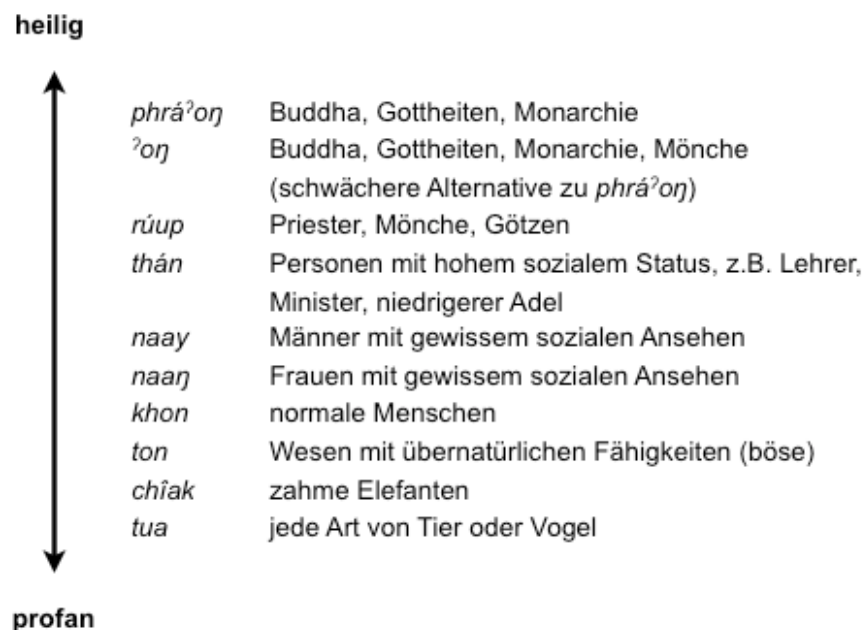 heilig
phráˀoŋ Buddha, Gottheiten, Monarchie
ˀoŋ Buddha, Gottheiten, Monarchie, Mönche
(schwächere Alternative zu phráˀoŋ)
rúup Priester, Mönche, Götzen
thán Personen mit hohem sozialem Status, z.B. Lehrer,
Minister, niedrigerer Adel
naay Männer mit gewissem sozialen Ansehen
naaŋ Frauen mit gewissem sozialen Ansehen
khon normale Menschen
ton Wesen mit übernatürlichen Fähigkeiten (böse)
chîak zahme Elefanten
tua jede Art von Tier oder Vogel
profan